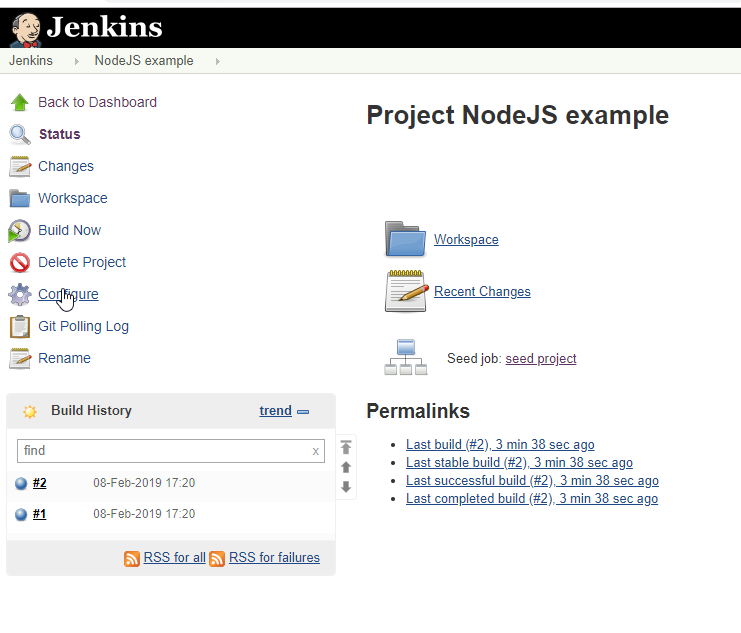 Jenkins
Jenkins NodeJS example
Back to Dashboard
Status
Changes
Workspace
Build Now
Delete Project
Configure
Git Polling Log
Rename
Build History trend
find x
#2 08-Feb-2019 17:20
#1 08-Feb-2019 17:20
RSS for all RSS for failures
Project NodeJS example
Workspace
Recent Changes
Seed job: seed project
Permalinks
Last build (#2), 3 min 38 sec ago
Last stable build (#2), 3 min 38 sec ago
Last successful build (#2), 3 min 38 sec ago
Last completed build (#2), 3 min 38 sec ago